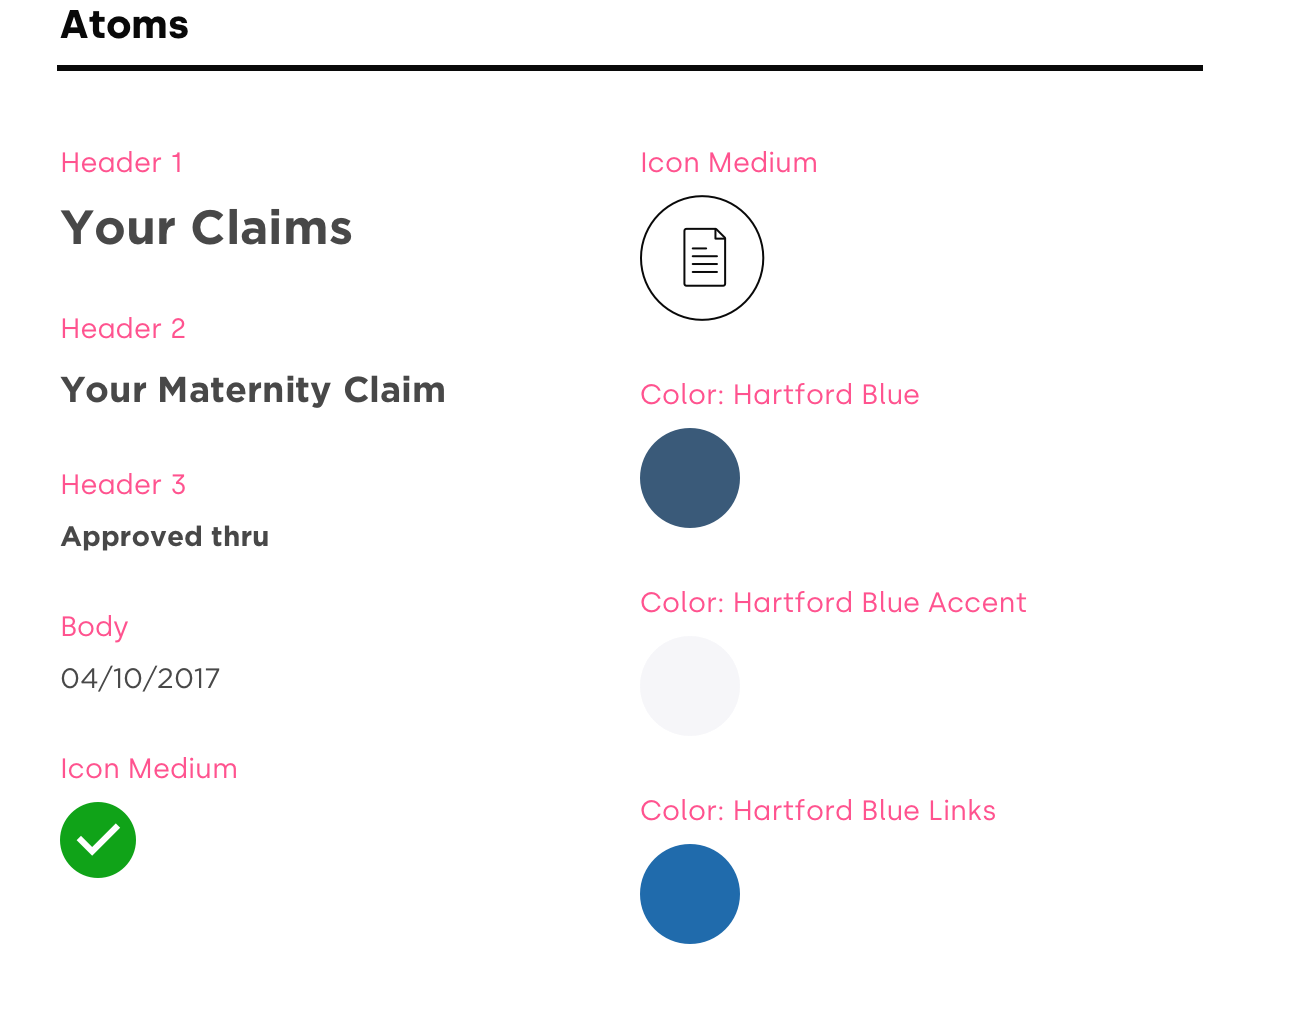 Atoms
Header 1
Your Claims
Header 2
Your Maternity Claim
Header 3
Approved thru
Body
04/10/2017
Icon Medium
Icon Medium
Color: Hartford Blue
Color: Hartford Blue Accent
Color: Hartford Blue Links